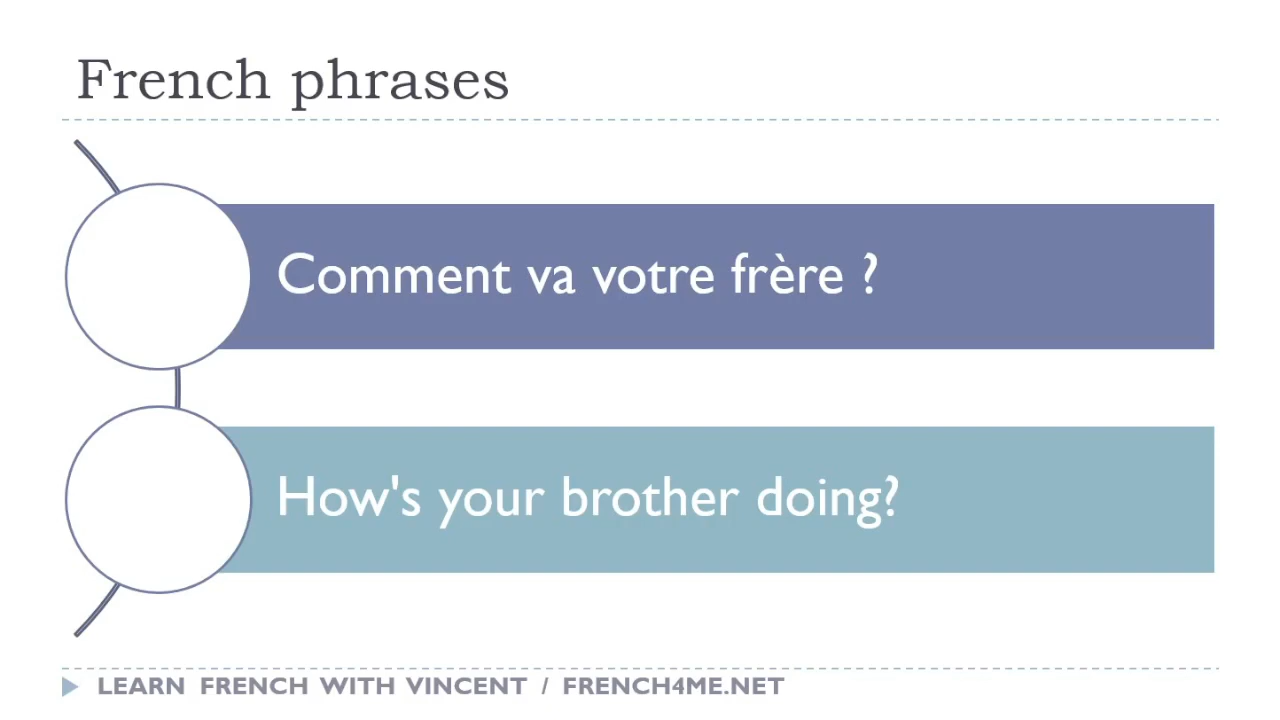 French phrases
Comment va votre frère ?
How's your brother doing?
LEARN FRENCH WITH VINCENT / FRENCH4ME.NET